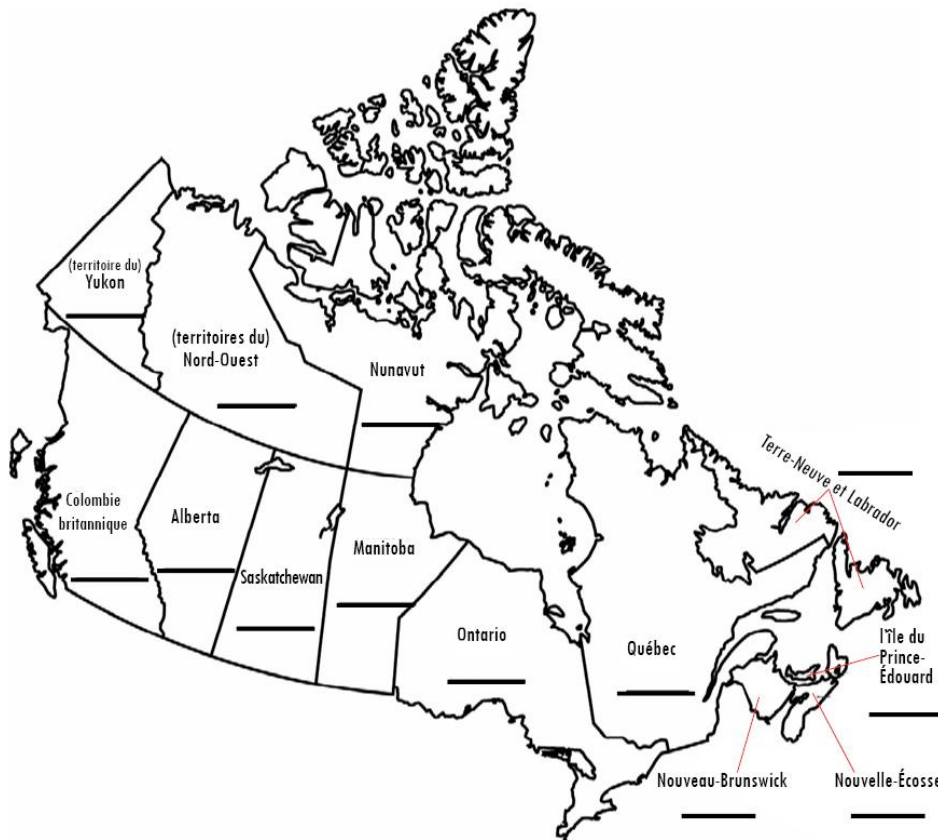 (territoire du)
Yukon
(territoires du)
Nord-Ouest
Nunavut
Terre-Neuve et Labrador
Colombie
britannique
Alberta
Saskatchewan
Manitoba
Ontario
Québec
l'île du
Prince-
Édouard
Nouveau-Brunswick
Nouvelle-Écosse